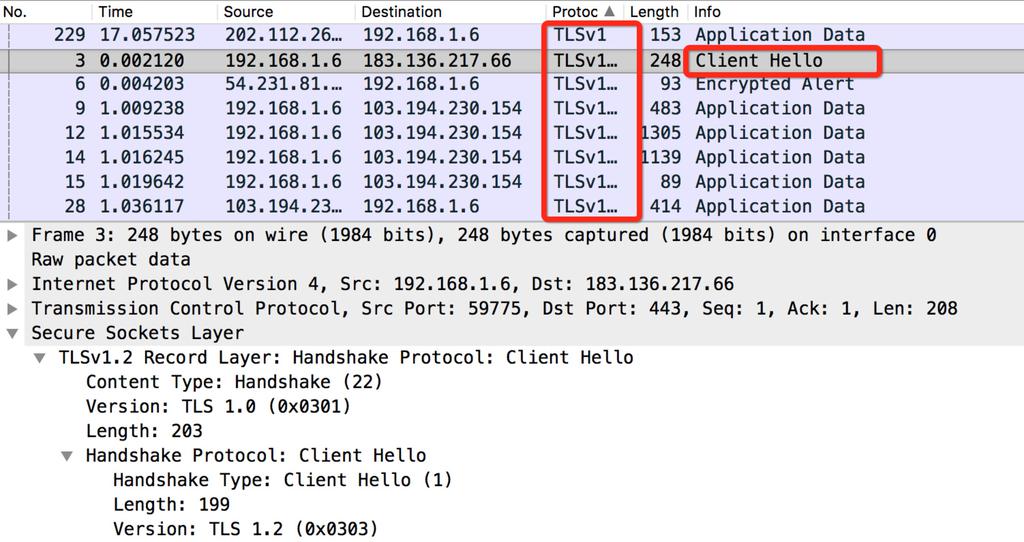 No. Time Source Destination Protoc Length Info
229 17.057523 202.112.26… 192.168.1.6 TLSv1 153 Application Data
3 0.002120 192.168.1.6 183.136.217.66 TLSv1… 248 Client Hello
6 0.004203 54.231.81.… 192.168.1.6 TLSv1… 93 Encrypted Alert
9 1.009238 192.168.1.6 103.194.230.154 TLSv1… 483 Application Data
12 1.015534 192.168.1.6 103.194.230.154 TLSv1… 1305 Application Data
14 1.016245 192.168.1.6 103.194.230.154 TLSv1… 1139 Application Data
15 1.019642 192.168.1.6 103.194.230.154 TLSv1… 89 Application Data
28 1.036117 103.194.23… 192.168.1.6 TLSv1… 414 Application Data
Frame 3: 248 bytes on wire (1984 bits), 248 bytes captured (1984 bits) on interface 0
Raw packet data
Internet Protocol Version 4, Src: 192.168.1.6, Dst: 183.136.217.66
Transmission Control Protocol, Src Port: 59775, Dst Port: 443, Seq: 1, Ack: 1, Len: 208
Secure Sockets Layer
TLSv1.2 Record Layer: Handshake Protocol: Client Hello
Content Type: Handshake (22)
Version: TLS 1.0 (0x0301)
Length: 203
Handshake Protocol: Client Hello
Handshake Type: Client Hello (1)
Length: 199
Version: TLS 1.2 (0x0303)